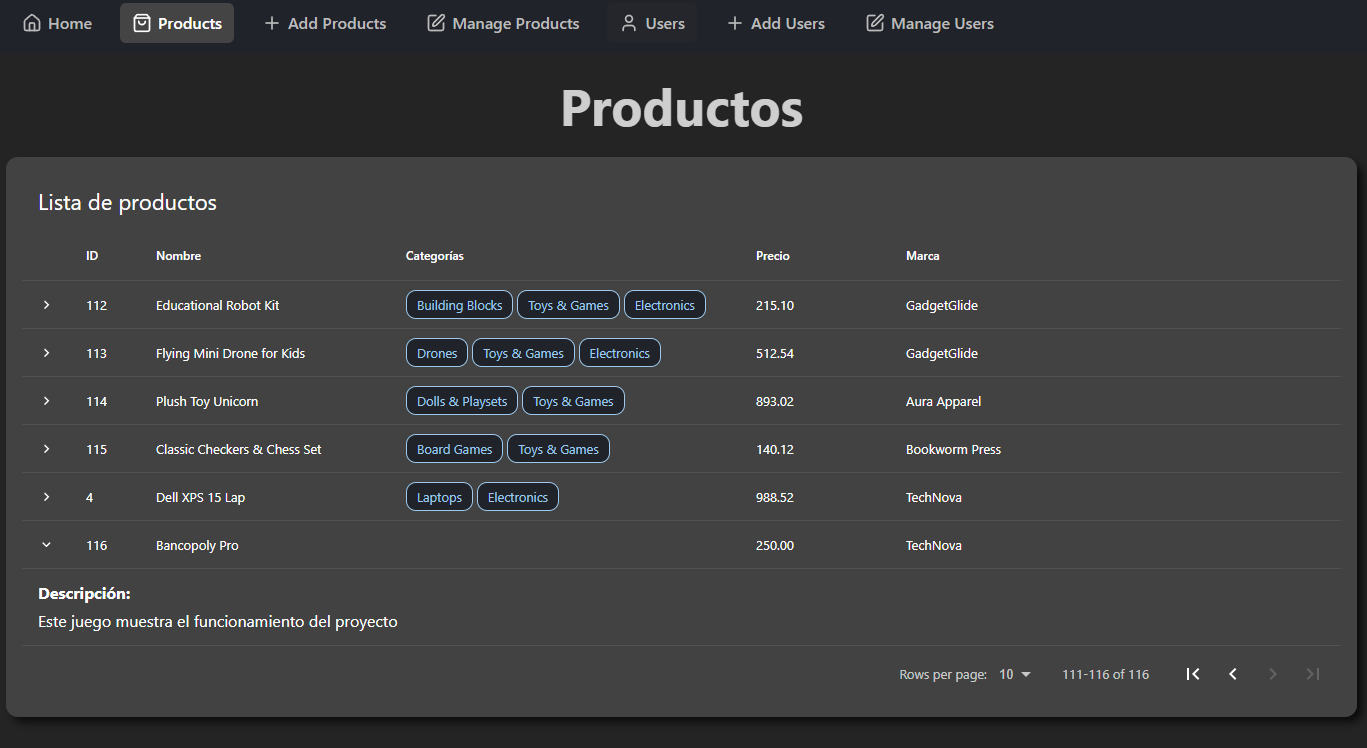 Home Products Add Products Manage Products Users Add Users Manage Users
Productos
Lista de productos
ID Nombre Categorías Precio Marca
112 Educational Robot Kit Building Blocks Toys & Games Electronics 215.10 GadgetGlide
113 Flying Mini Drone for Kids Drones Toys & Games Electronics 512.54 GadgetGlide
114 Plush Toy Unicorn Dolls & Playsets Toys & Games 893.02 Aura Apparel
115 Classic Checkers & Chess Set Board Games Toys & Games 140.12 Bookworm Press
4 Dell XPS 15 Lap Laptops Electronics 988.52 TechNova
116 Bancopoly Pro 250.00 TechNova
Descripción:
Este juego muestra el funcionamiento del proyecto
Rows per page: 10 111-116 of 116